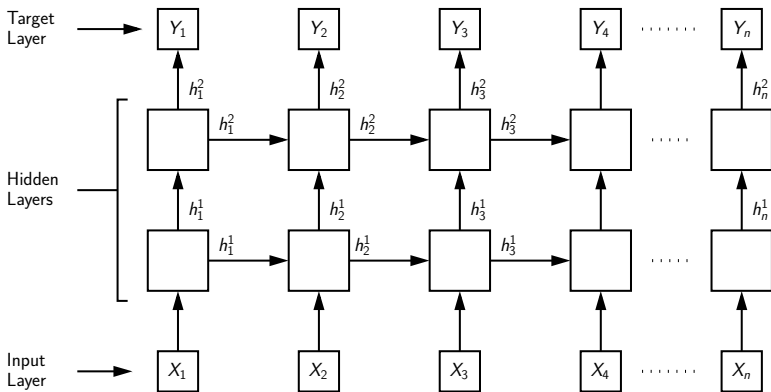 Target
Layer
Y₁ Y₂ Y₃ Y₄ ........ Yₙ
h₁² h₂² h₃² hₙ²
h₁² h₂² h₃²
......
Hidden
Layers
h₁¹ h₂¹ h₃¹ hₙ¹
h₁¹ h₂¹ h₃¹
......
Input
Layer
X₁ X₂ X₃ X₄ ........ Xₙ